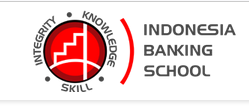 INTEGRITY • KNOWLEDGE • SKILL •
INDONESIA
BANKING
SCHOOL